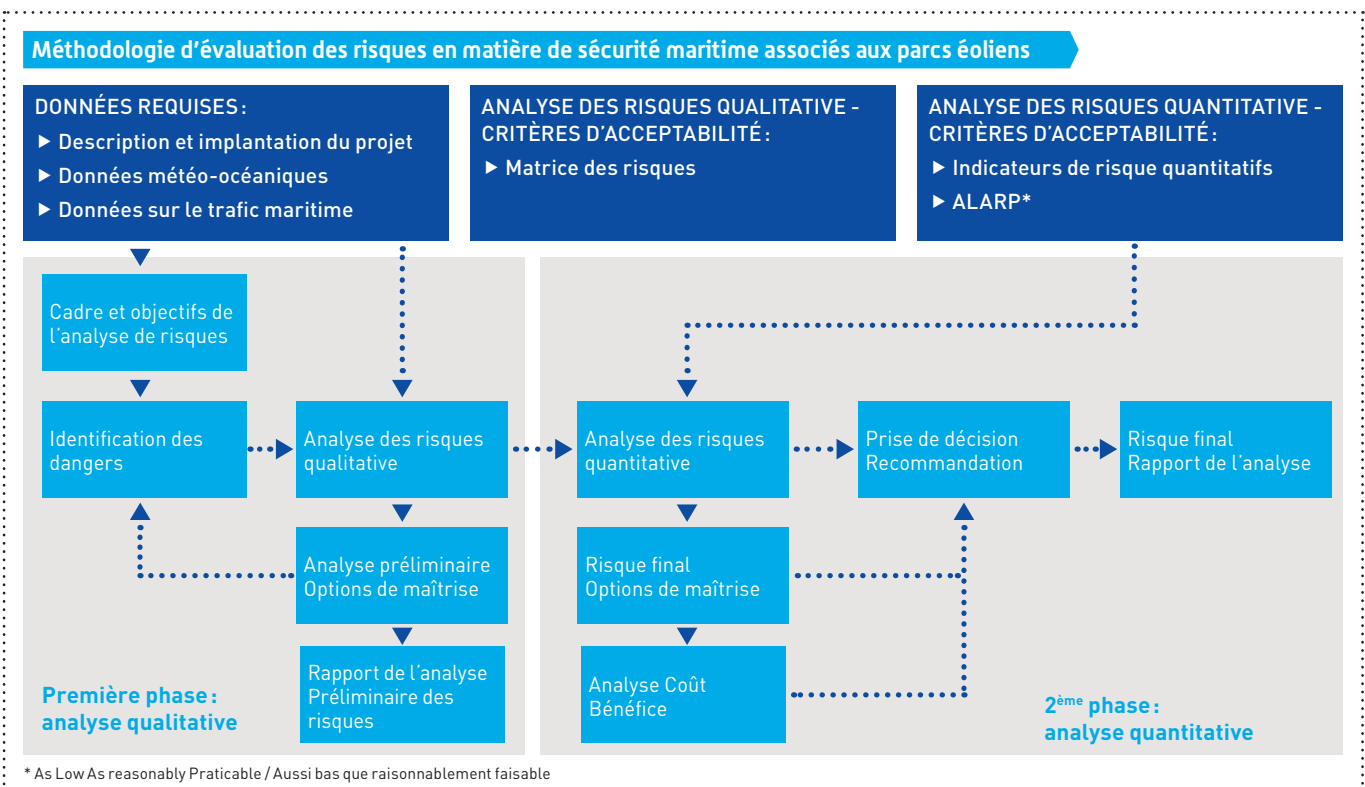 Méthodologie d'évaluation des risques en matière de sécurité maritime associés aux parcs éoliens
DONNÉES REQUISES :
▶ Description et implantation du projet
▶ Données météo-océaniques
▶ Données sur le trafic maritime
ANALYSE DES RISQUES QUALITATIVE -
CRITÈRES D'ACCEPTABILITÉ :
▶ Matrice des risques
ANALYSE DES RISQUES QUANTITATIVE -
CRITÈRES D'ACCEPTABILITÉ :
▶ Indicateurs de risque quantitatifs
▶ ALARP*
Cadre et objectifs de
l'analyse de risques
Identification des
dangers
Analyse des risques
qualitative
Analyse préliminaire
Options de maîtrise
Rapport de l'analyse
Préliminaire des
risques
Première phase :
analyse qualitative
Analyse des risques
quantitative
Prise de décision
Recommandation
Risque final
Rapport de l'analyse
Risque final
Options de maîtrise
Analyse Coût
Bénéfice
2ème phase :
analyse quantitative
* As Low As reasonably Praticable / Aussi bas que raisonnablement faisable